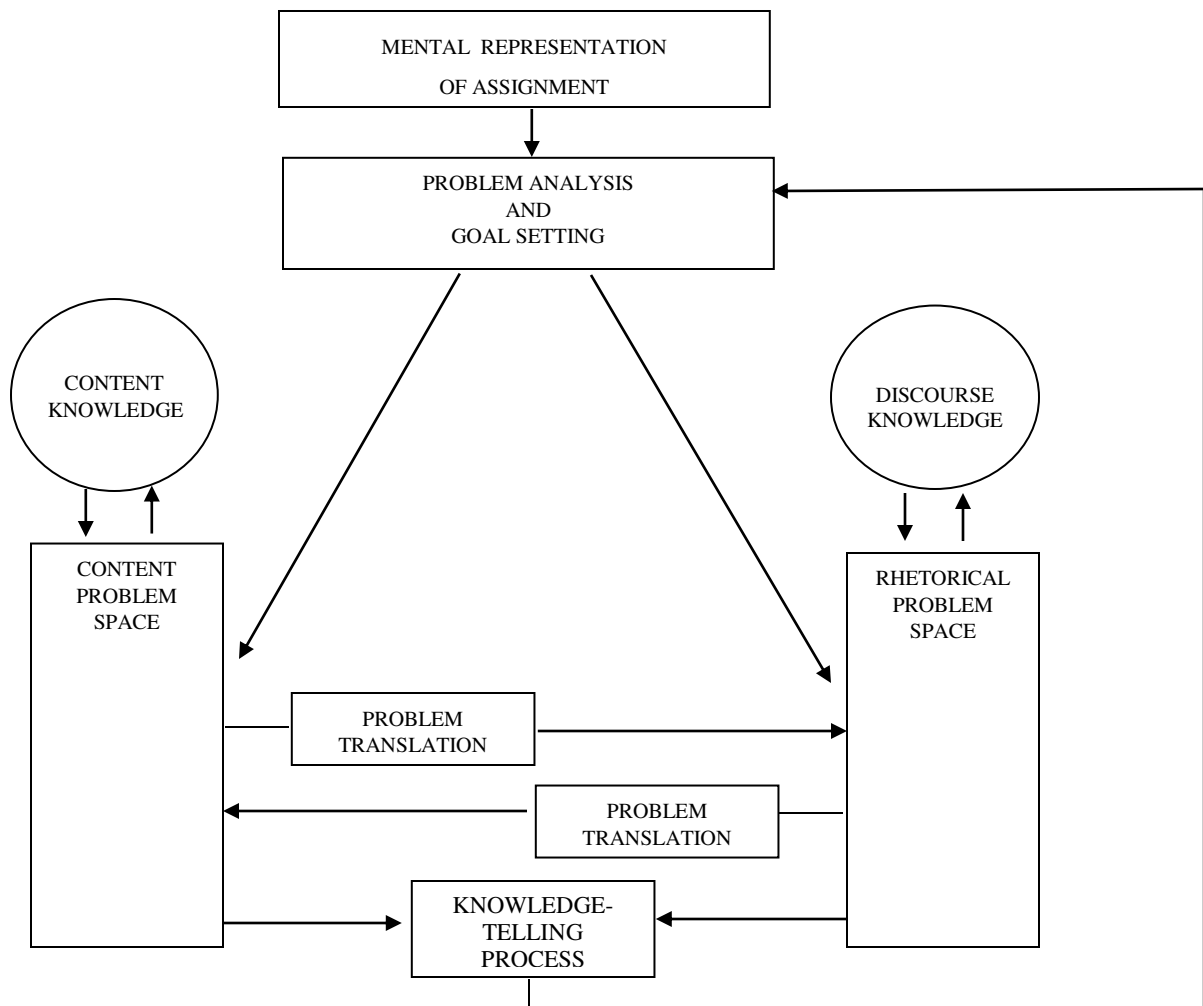 MENTAL REPRESENTATION
OF ASSIGNMENT
PROBLEM ANALYSIS
AND
GOAL SETTING
CONTENT
KNOWLEDGE
DISCOURSE
KNOWLEDGE
CONTENT
PROBLEM
SPACE
RHETORICAL
PROBLEM
SPACE
PROBLEM
TRANSLATION
PROBLEM
TRANSLATION
KNOWLEDGE-
TELLING
PROCESS